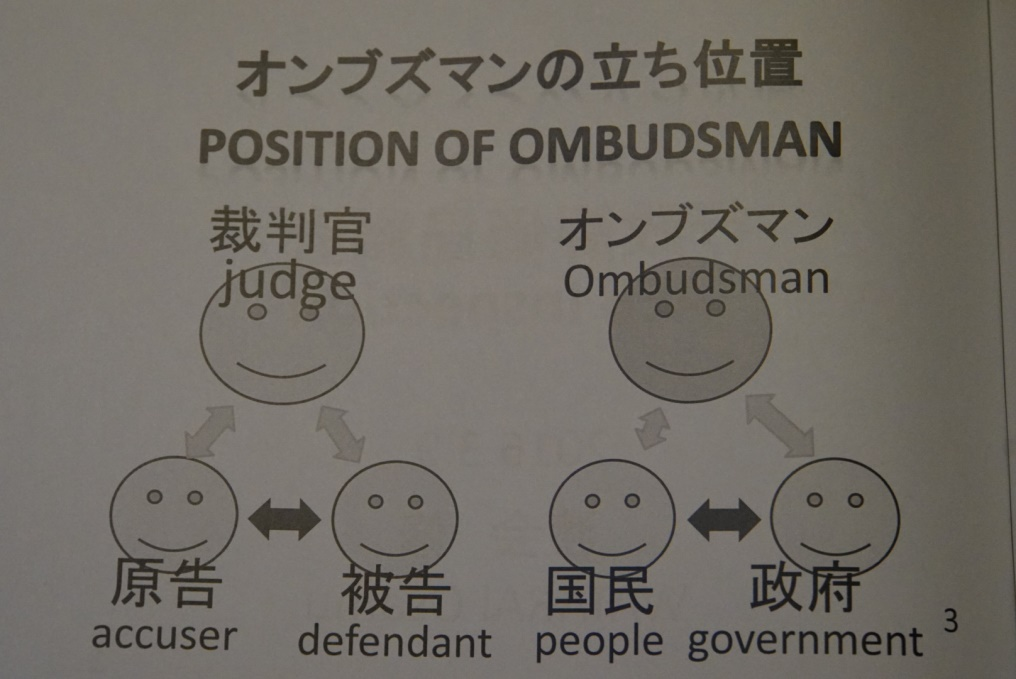 オンブズマンの立ち位置
POSITION OF OMBUDSMAN
裁判官
judge
オンブズマン
Ombudsman
原告
accuser
被告
defendant
国民
people
政府
government
3